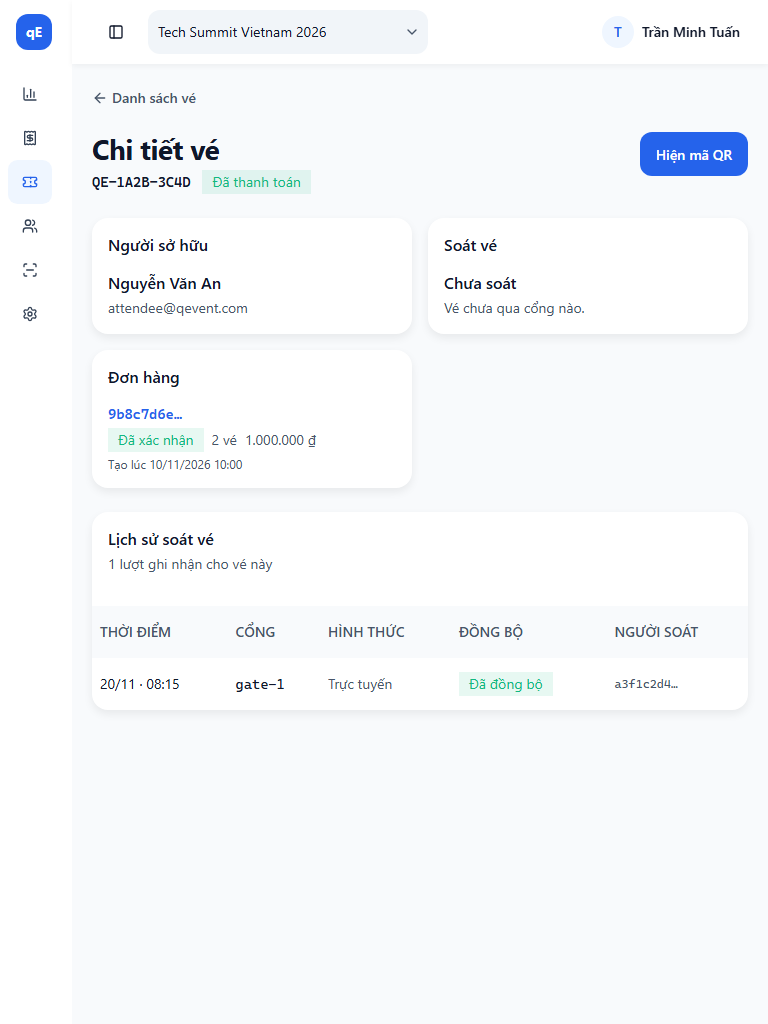 qE
Tech Summit Vietnam 2026
T
Trần Minh Tuấn
Danh sách vé
Chi tiết vé
QE-1A2B-3C4D
Đã thanh toán
Hiện mã QR
Người sở hữu
Nguyễn Văn An
attendee@qevent.com
Soát vé
Chưa soát
Vé chưa qua cổng nào.
Đơn hàng
9b8c7d6e…
Đã xác nhận 2 vé 1.000.000 ₫
Tạo lúc 10/11/2026 10:00
Lịch sử soát vé
1 lượt ghi nhận cho vé này
THỜI ĐIỂM CỔNG HÌNH THỨC ĐỒNG BỘ NGƯỜI SOÁT
20/11 · 08:15 gate-1 Trực tuyến Đã đồng bộ a3f1c2d4…